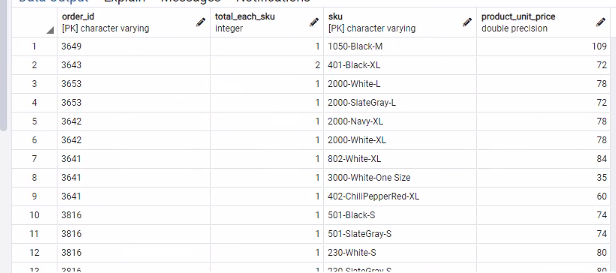 Data Output Explain Messages Notifications
order_id total_each_sku sku product_unit_price
[PK] character varying integer [PK] character varying double precision
1 3649 1 1050-Black-M 109
2 3643 2 401-Black-XL 72
3 3653 1 2000-White-L 78
4 3653 1 2000-SlateGray-L 72
5 3642 1 2000-Navy-XL 78
6 3642 1 2000-White-XL 78
7 3641 1 802-White-XL 84
8 3641 1 3000-White-One Size 35
9 3641 1 402-ChiliPepperRed-XL 60
10 3816 1 501-Black-S 74
11 3816 1 501-SlateGray-S 74
12 3816 1 230-White-S 80
13 3816 1 230-SlateGray-S 80